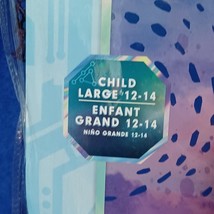 CHILD
LARGE 12-14
ENFANT
GRAND 12-14
NIÑO GRANDE 12-14